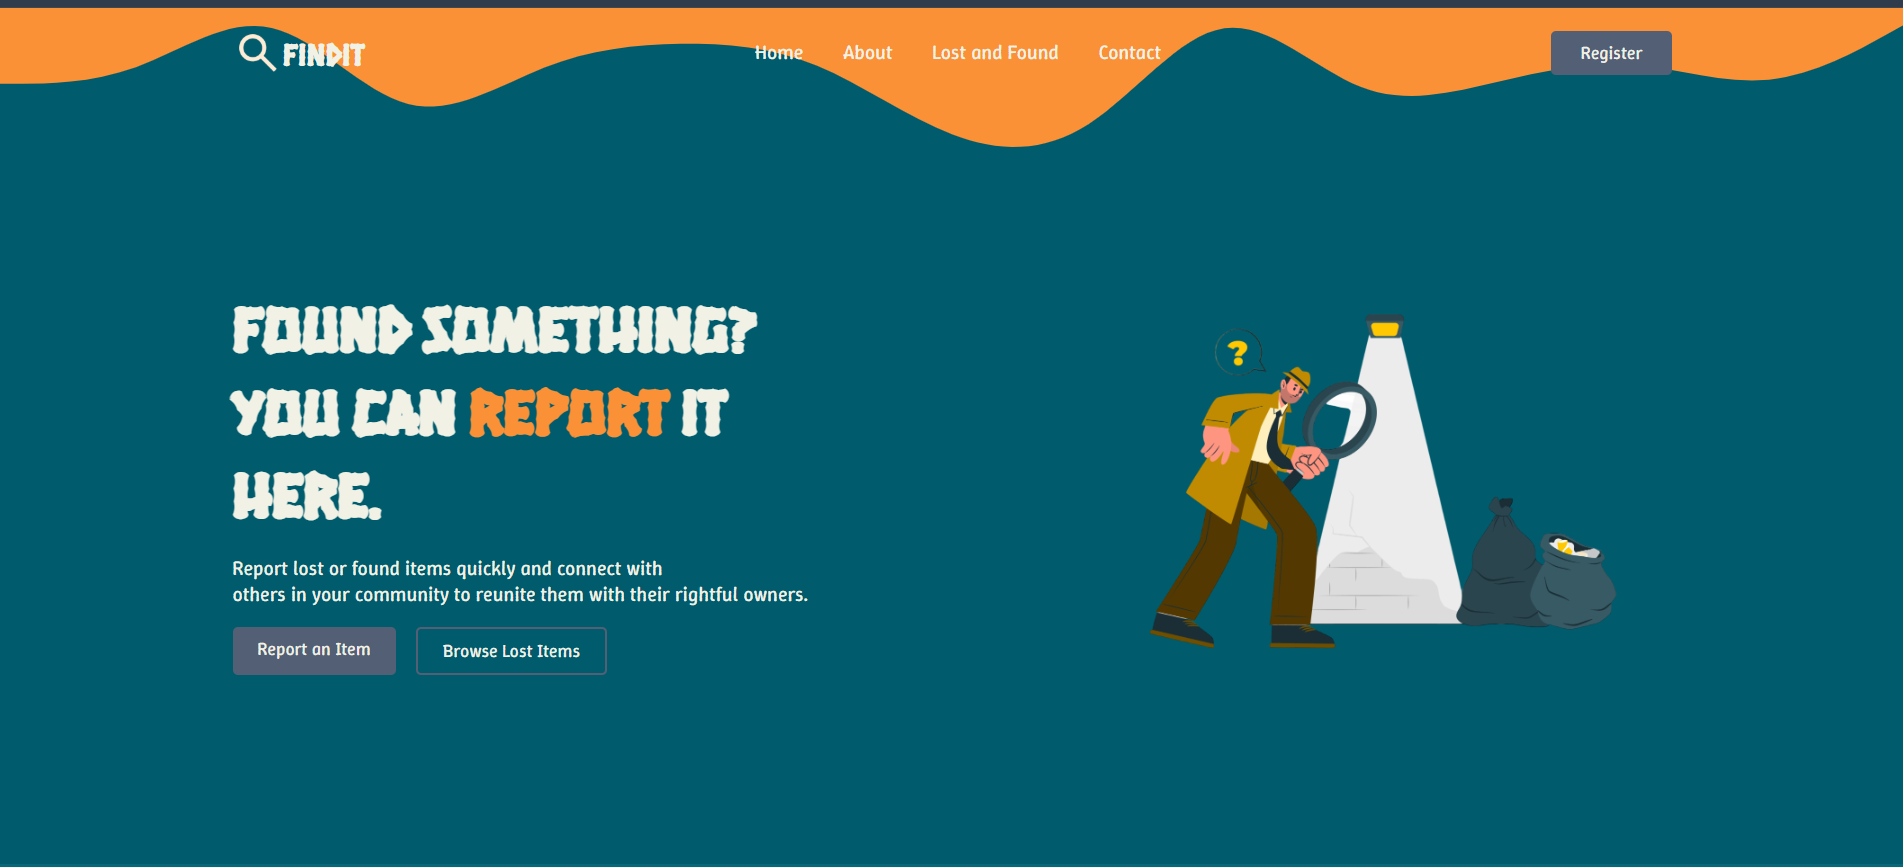 FINDIT
Home About Lost and Found Contact
Register
FOUND SOMETHING?
YOU CAN REPORT IT
HERE.
Report lost or found items quickly and connect with
others in your community to reunite them with their rightful owners.
Report an Item Browse Lost Items
?